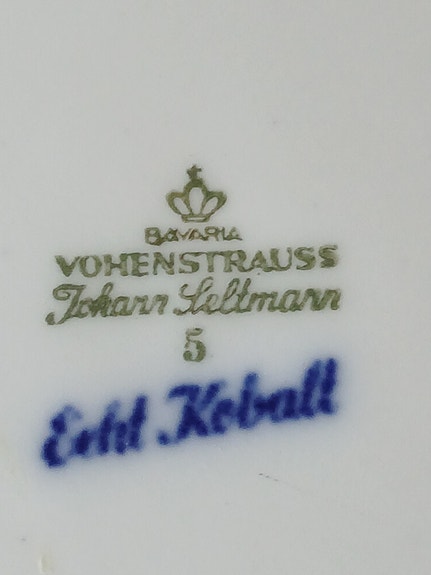 BAVARIA
VOHENSTRAUSS
Johann Seltmann
5
Echt Kobalt